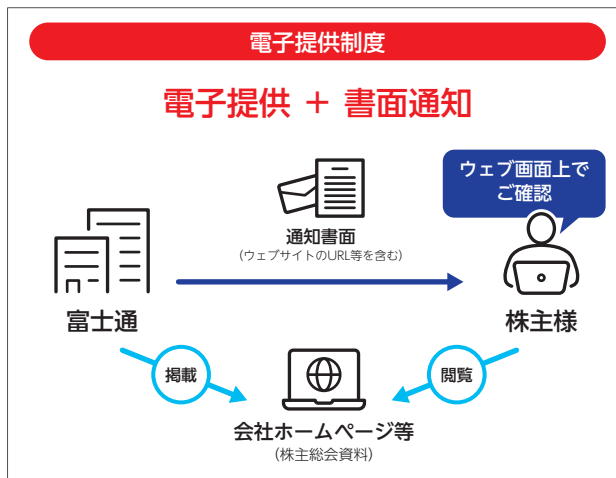 電子提供制度
電子提供 + 書面通知
ウェブ画面上で
ご確認
通知書面
(ウェブサイトのURL等を含む)
富士通
株主様
掲載
閲覧
会社ホームページ等
(株主総会資料)